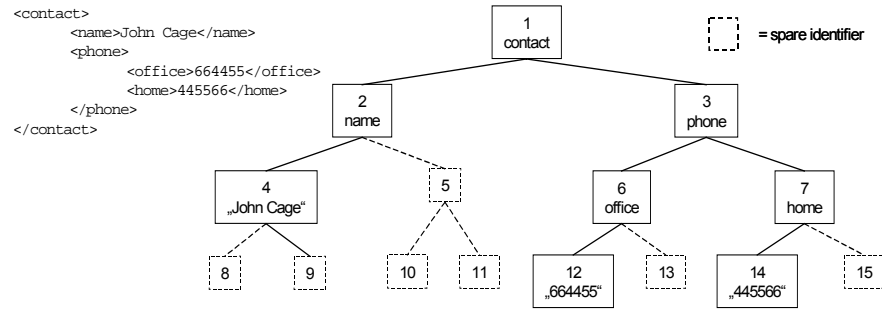 <contact>
<name>John Cage</name>
<phone>
<office>664455</office>
<home>445566</home>
</phone>
</contact>
1
contact
= spare identifier
2
name
3
phone
4
„John Cage“
5
6
office
7
home
8
9
10
11
12
„664455“
13
14
„445566“
15